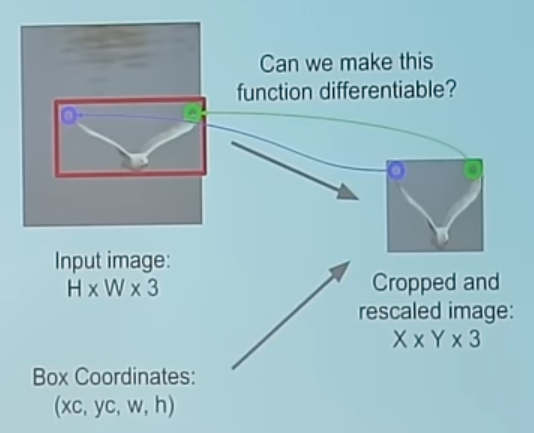 Can we make this
function differentiable?
Input image:
H x W x 3
Cropped and
rescaled image:
X x Y x 3
Box Coordinates:
(xc, yc, w, h)